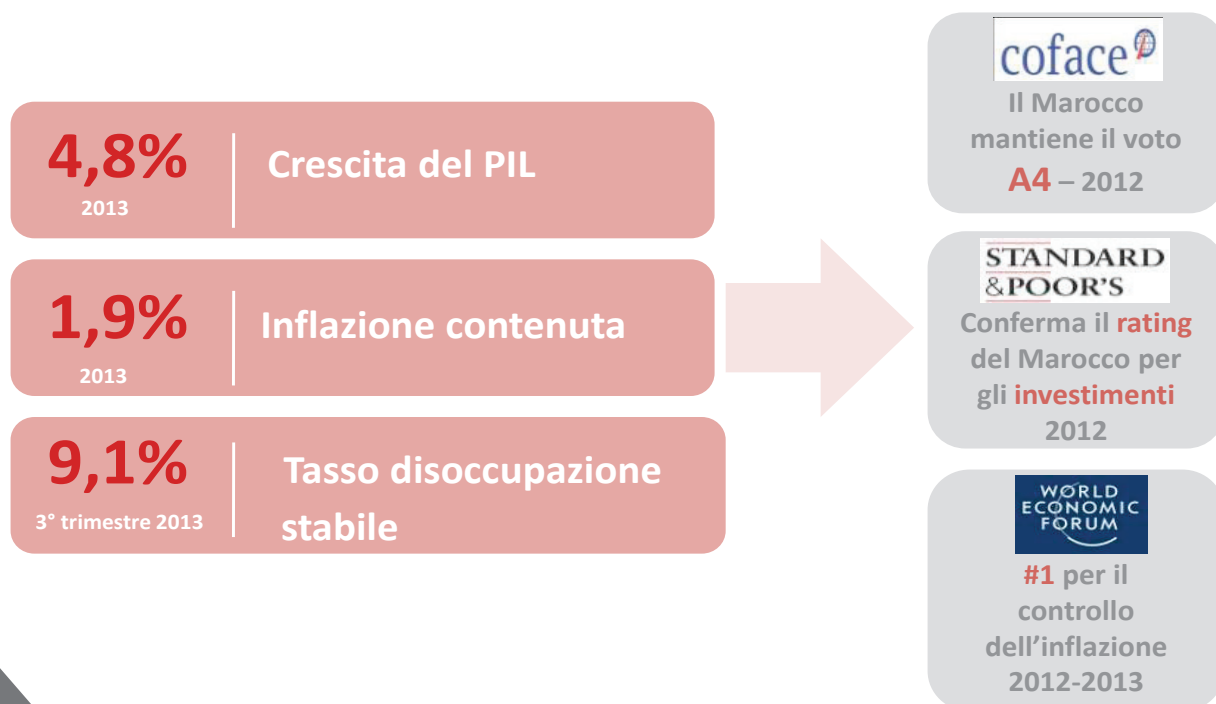 4,8%
2013
Crescita del PIL
1,9%
2013
Inflazione contenuta
9,1%
3° trimestre 2013
Tasso disoccupazione
stabile
coface
Il Marocco
mantiene il voto
A4 – 2012
STANDARD
&POOR'S
Conferma il rating
del Marocco per
gli investimenti
2012
WORLD
ECONOMIC
FORUM
#1 per il
controllo
dell’inflazione
2012-2013